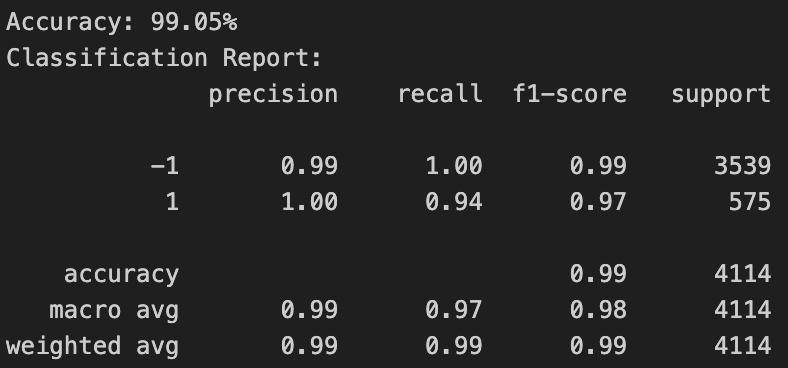 Accuracy: 99.05%
Classification Report:
precision recall f1-score support
-1 0.99 1.00 0.99 3539
1 1.00 0.94 0.97 575
accuracy 0.99 4114
macro avg 0.99 0.97 0.98 4114
weighted avg 0.99 0.99 0.99 4114